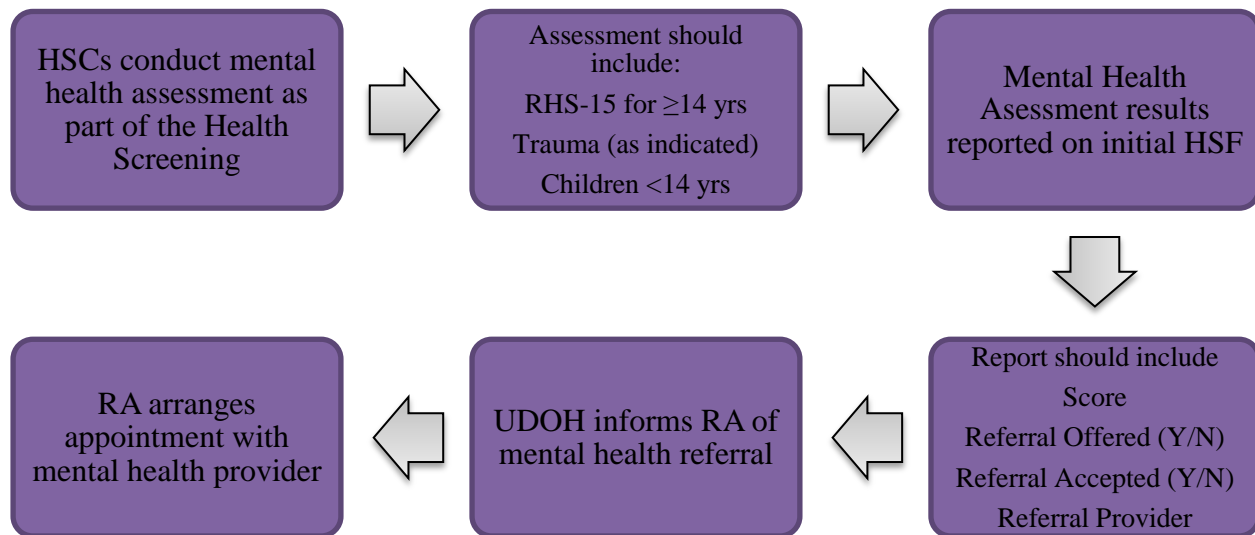 HSCs conduct mental
health assessment as
part of the Health
Screening
Assessment should
include:
RHS-15 for ≥14 yrs
Trauma (as indicated)
Children <14 yrs
Mental Health
Asessment results
reported on initial HSF
Report should include
Score
Referral Offered (Y/N)
Referral Accepted (Y/N)
Referral Provider
UDOH informs RA of
mental health referral
RA arranges
appointment with
mental health provider